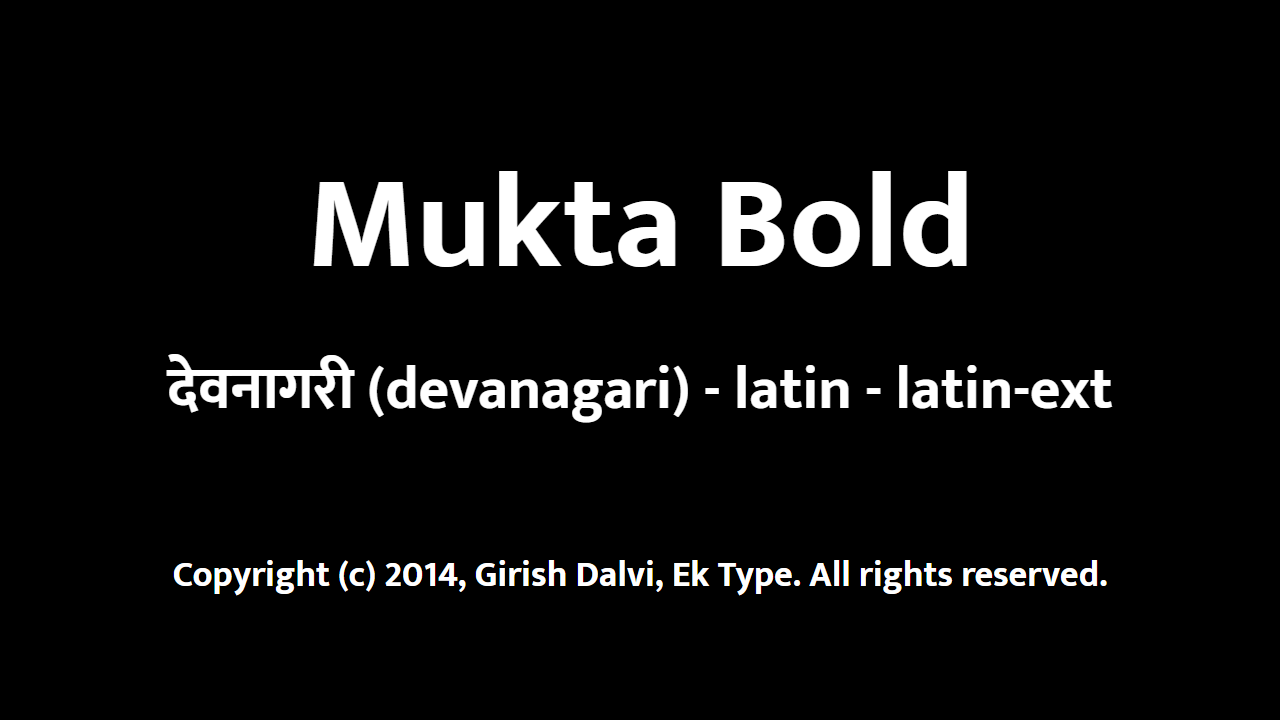 Mukta Bold
देवनागरी (devanagari) - latin - latin-ext
Copyright (c) 2014, Girish Dalvi, Ek Type. All rights reserved.